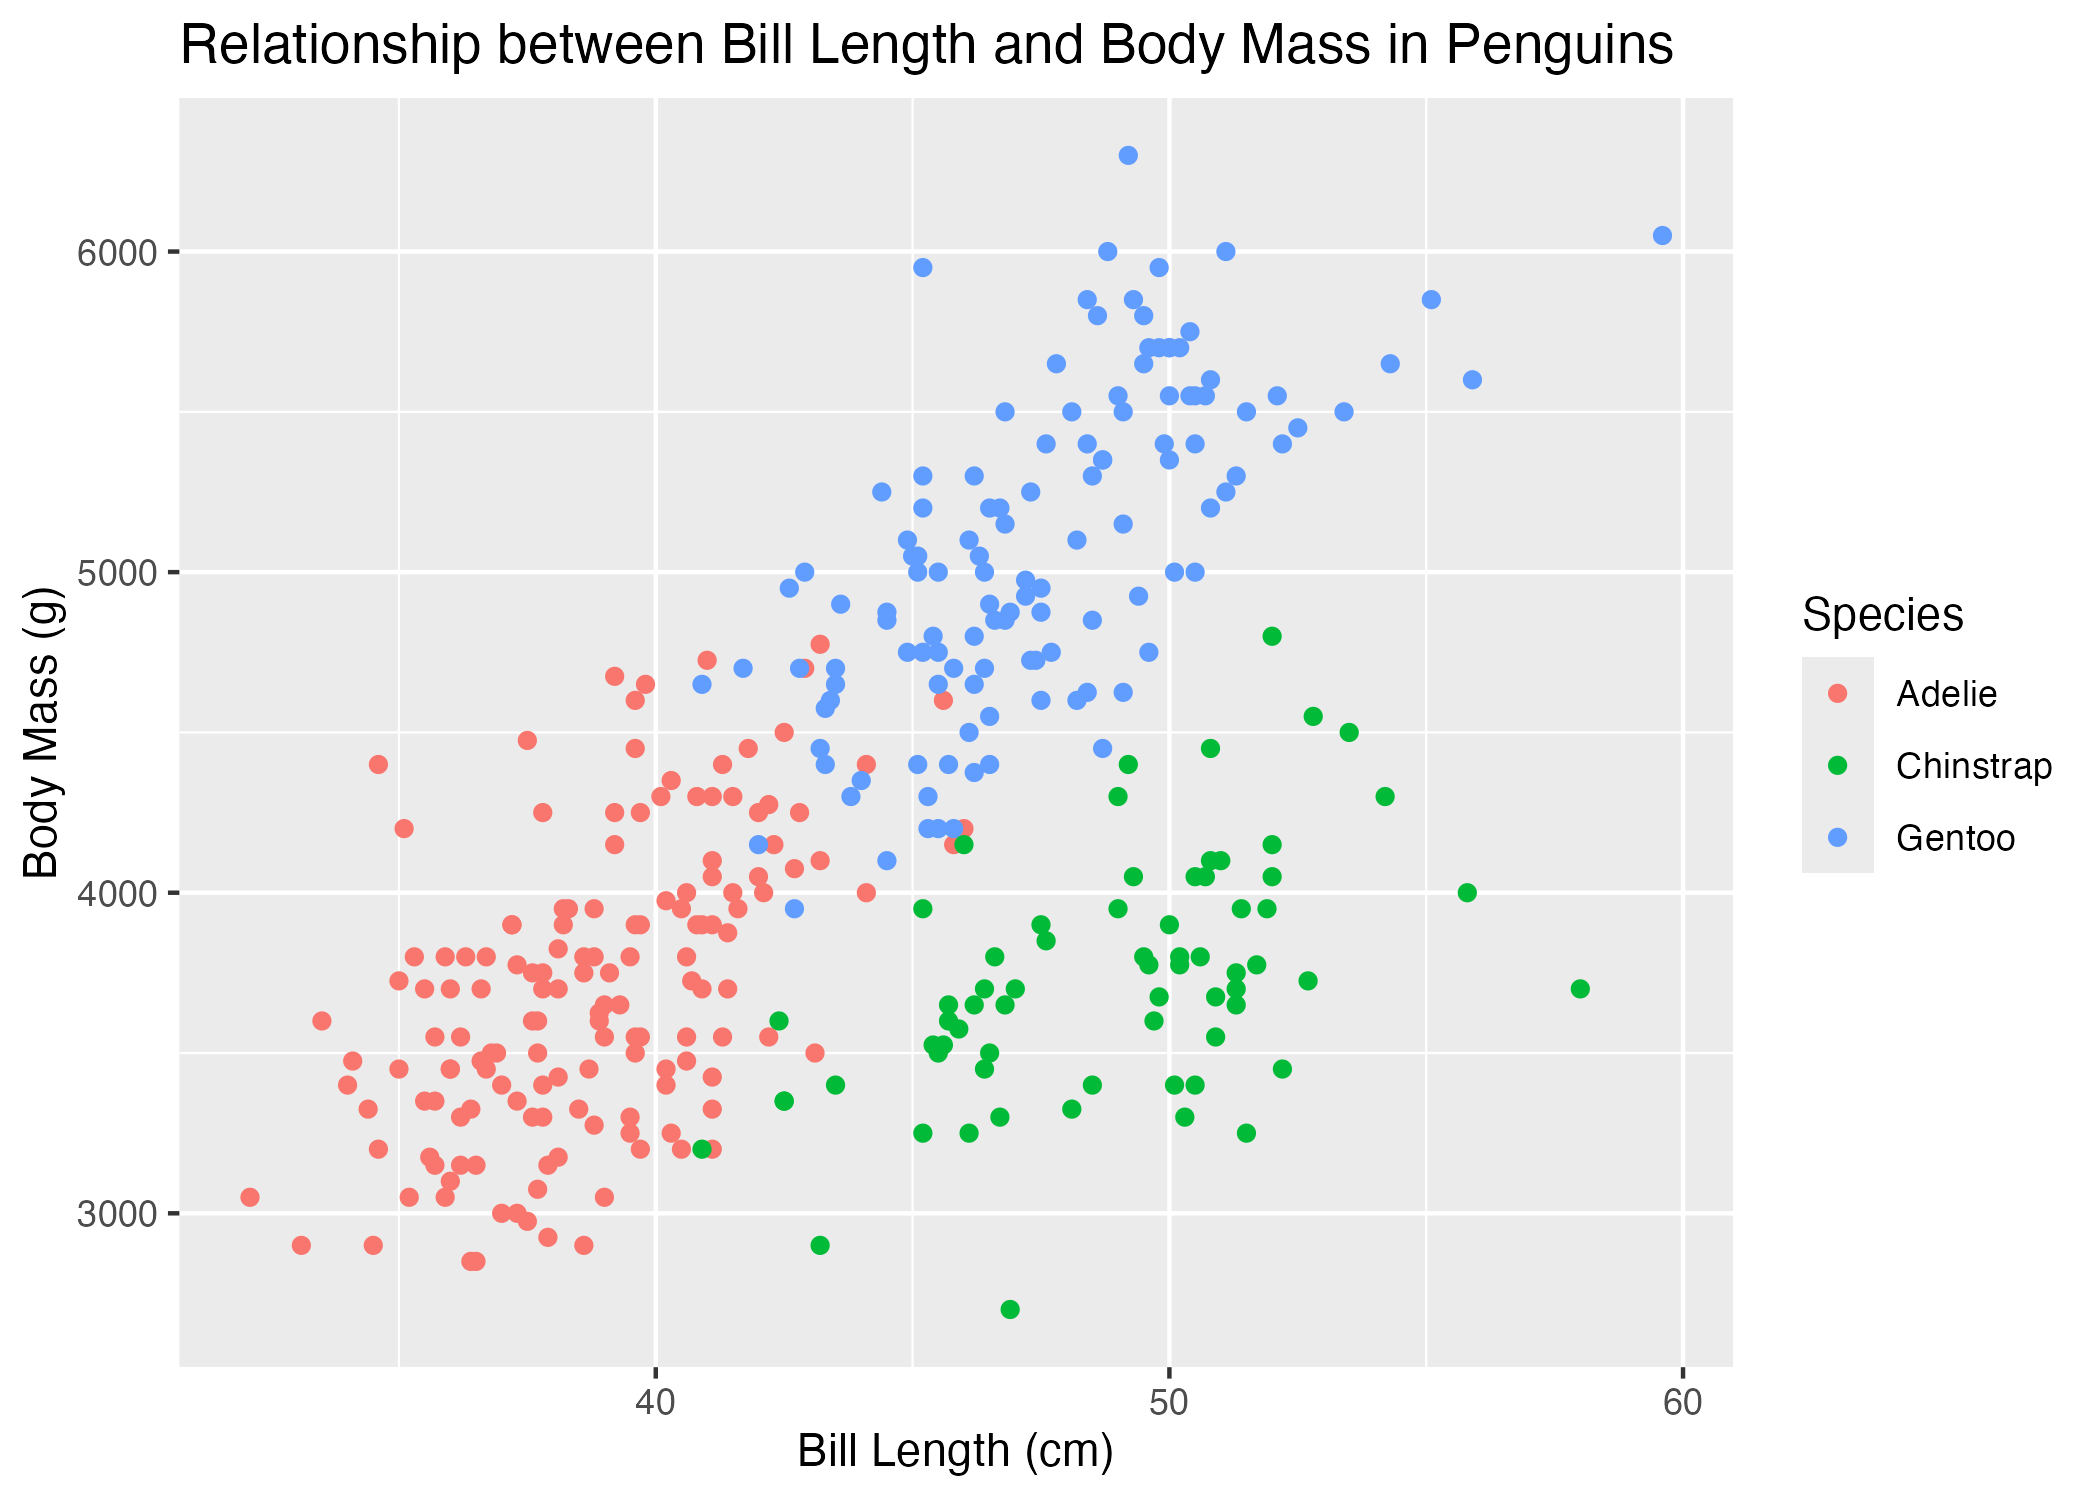 Relationship between Bill Length and Body Mass in Penguins
Body Mass (g)
6000
5000
4000
3000
40 50 60
Bill Length (cm)
Species
Adelie
Chinstrap
Gentoo